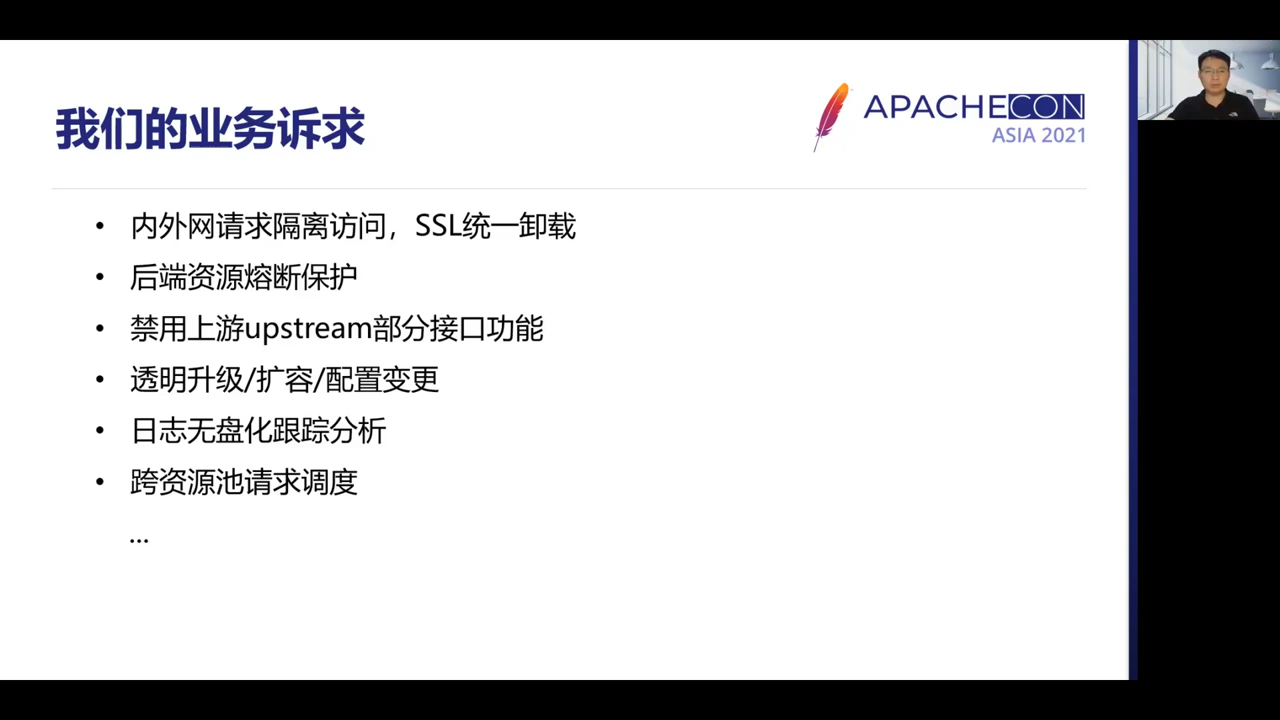 我们的业务诉求
APACHECON
ASIA 2021
• 内外网请求隔离访问，SSL统一卸载
• 后端资源熔断保护
• 禁用上游upstream部分接口功能
• 透明升级/扩容/配置变更
• 日志无盘化跟踪分析
• 跨资源池请求调度
...